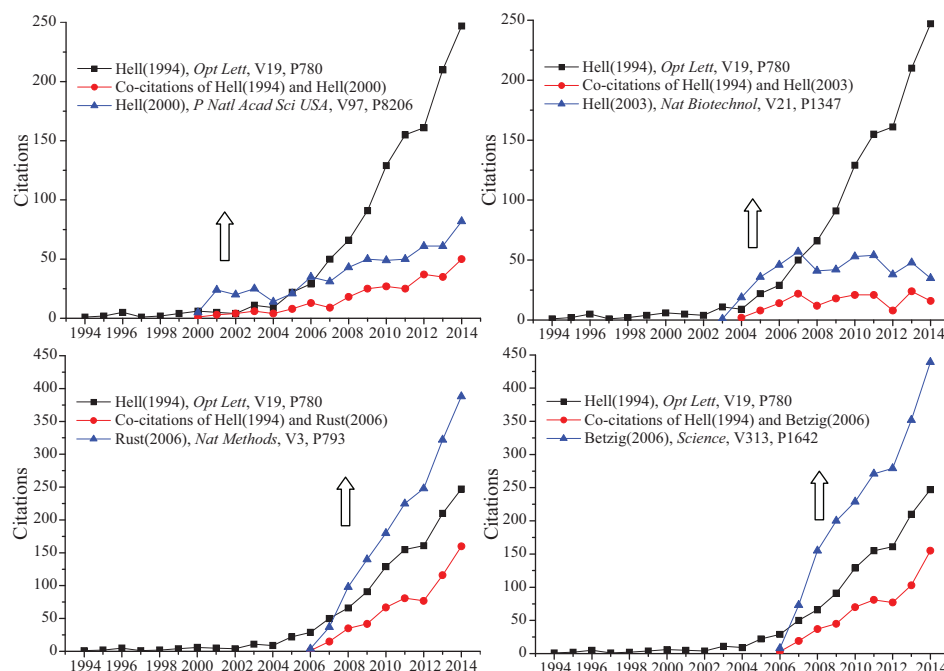 250
200
150
100
50
0
Citations
Hell(1994), Opt Lett, V19, P780
Co-citations of Hell(1994) and Hell(2000)
Hell(2000), P Natl Acad Sci USA, V97, P8206
1994 1996 1998 2000 2002 2004 2006 2008 2010 2012 2014
250
200
150
100
50
0
Citations
Hell(1994), Opt Lett, V19, P780
Co-citations of Hell(1994) and Hell(2003)
Hell(2003), Nat Biotechnol, V21, P1347
1994 1996 1998 2000 2002 2004 2006 2008 2010 2012 2014
450
400
350
300
250
200
150
100
50
0
Citations
Hell(1994), Opt Lett, V19, P780
Co-citations of Hell(1994) and Rust(2006)
Rust(2006), Nat Methods, V3, P793
1994 1996 1998 2000 2002 2004 2006 2008 2010 2012 2014
450
400
350
300
250
200
150
100
50
0
Citations
Hell(1994), Opt Lett, V19, P780
Co-citations of Hell(1994) and Betzig(2006)
Betzig(2006), Science, V313, P1642
1994 1996 1998 2000 2002 2004 2006 2008 2010 2012 2014